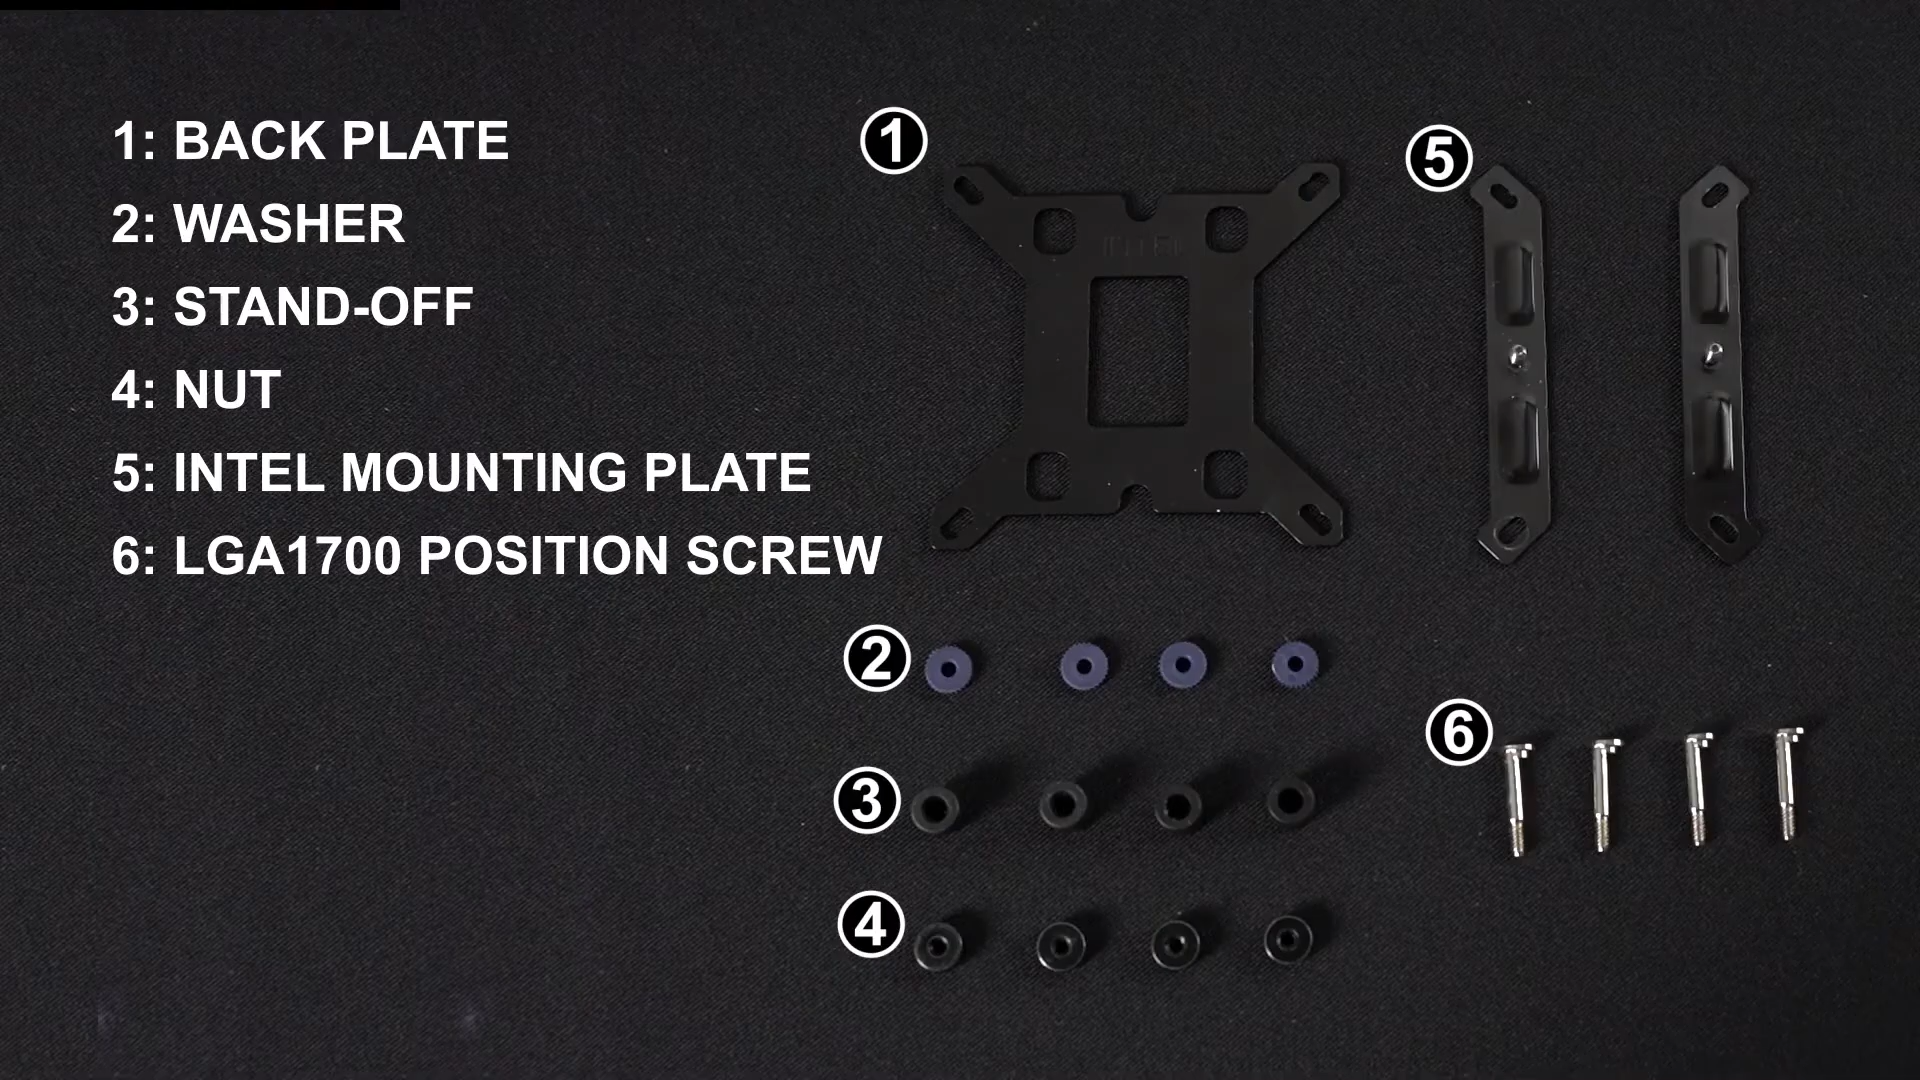 1: BACK PLATE
2: WASHER
3: STAND-OFF
4: NUT
5: INTEL MOUNTING PLATE
6: LGA1700 POSITION SCREW
1
5
2
6
3
4